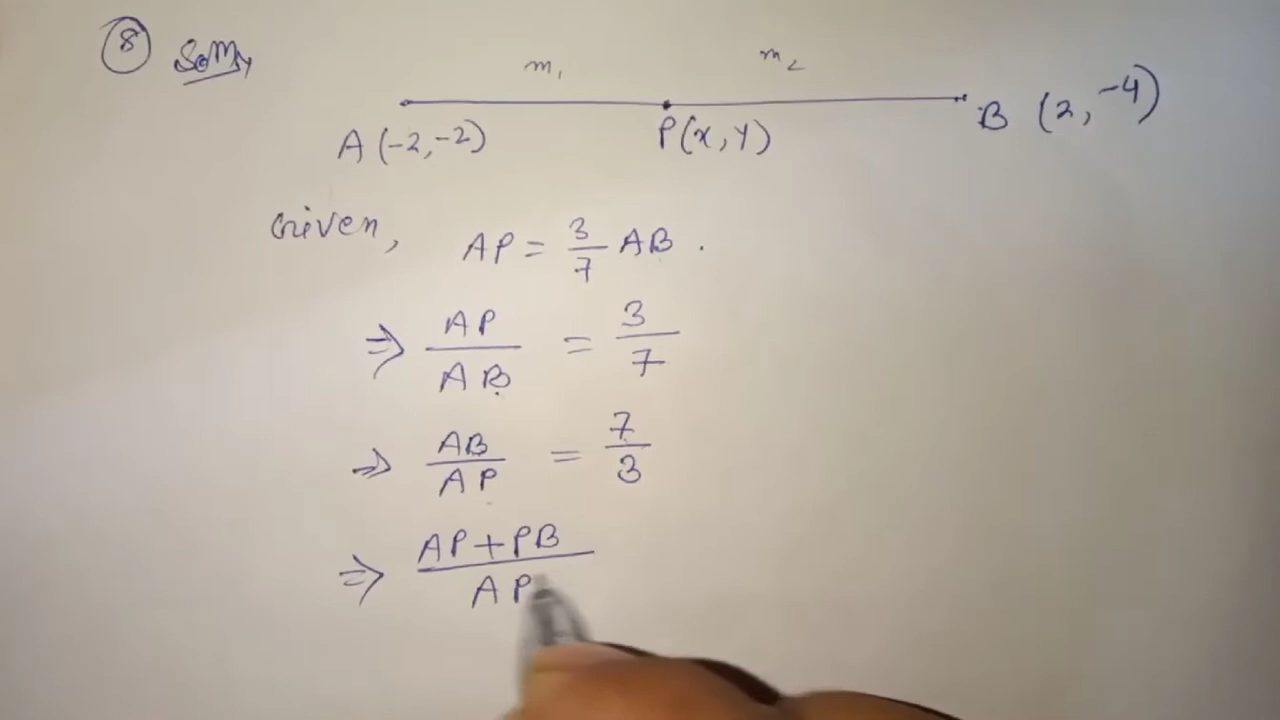 8 Soln
m1 m2
A (-2,-2) P(x,y) B (2,-4)
Given, AP = 3/7 AB.
⇒ AP/AB = 3/7
⇒ AB/AP = 7/3
⇒ AP+PB/AP